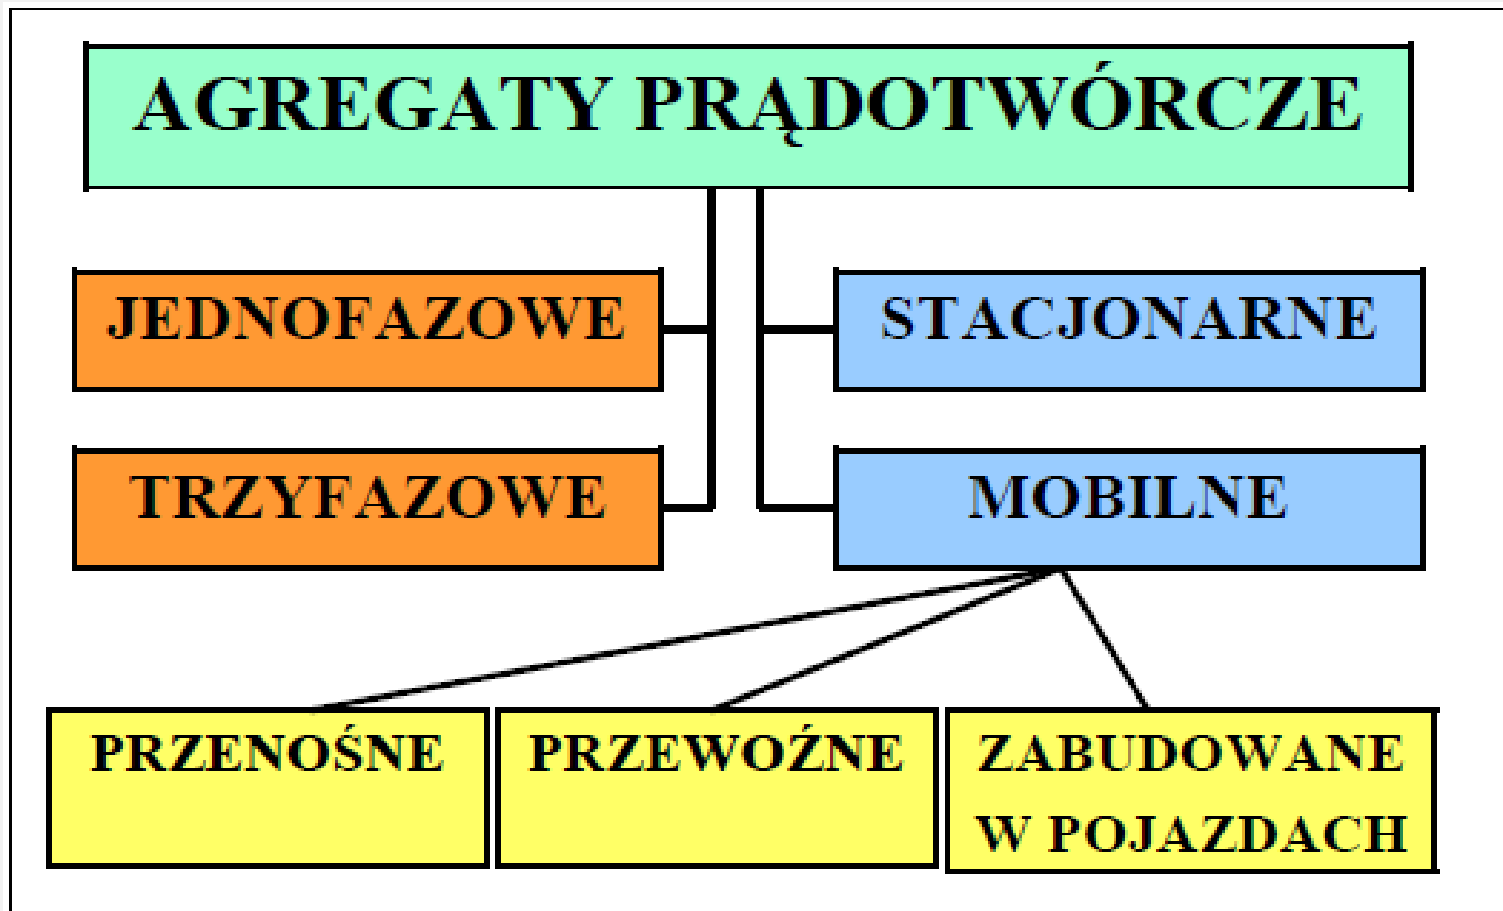 AGREGATY PRĄDOTWÓRCZE
JEDNOFAZOWE
STACJONARNE
TRZYFAZOWE
MOBILNE
PRZENOŚNE
PRZEWOŹNE
ZABUDOWANE
W POJAZDACH